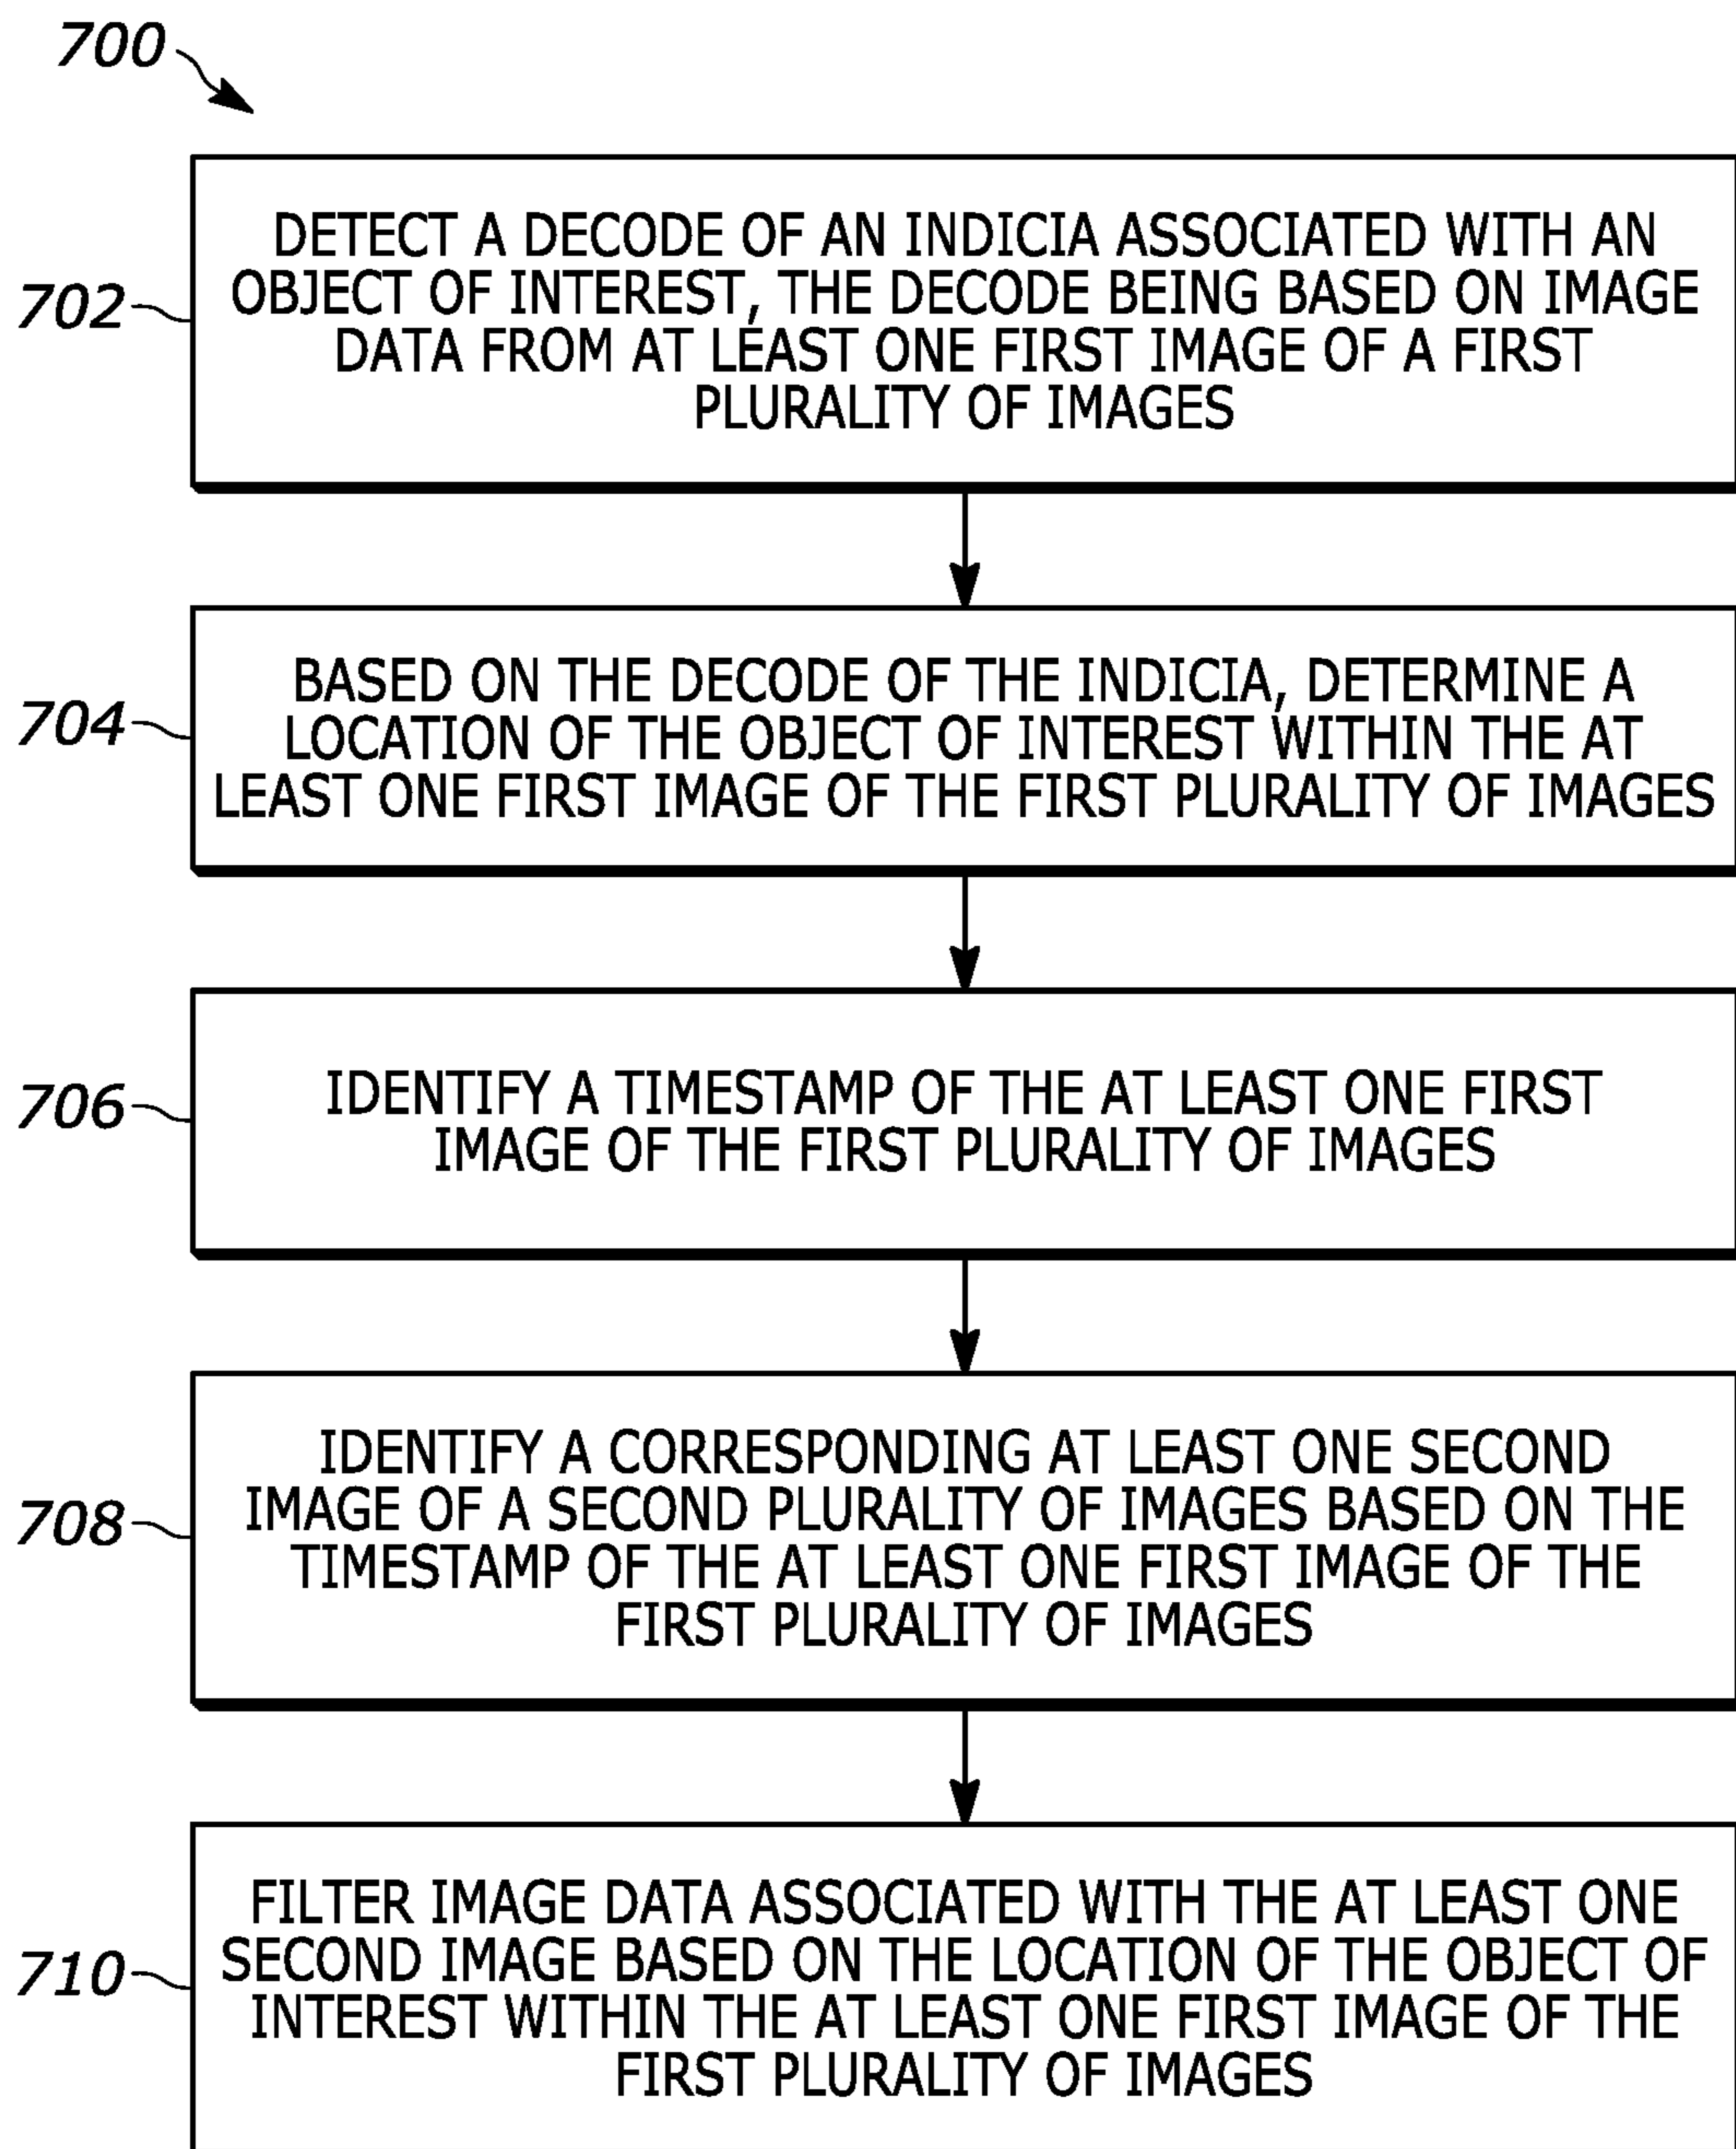 700
702
DETECT A DECODE OF AN INDICIA ASSOCIATED WITH AN
OBJECT OF INTEREST, THE DECODE BEING BASED ON IMAGE
DATA FROM AT LEAST ONE FIRST IMAGE OF A FIRST
PLURALITY OF IMAGES
704
BASED ON THE DECODE OF THE INDICIA, DETERMINE A
LOCATION OF THE OBJECT OF INTEREST WITHIN THE AT
LEAST ONE FIRST IMAGE OF THE FIRST PLURALITY OF IMAGES
706
IDENTIFY A TIMESTAMP OF THE AT LEAST ONE FIRST
IMAGE OF THE FIRST PLURALITY OF IMAGES
708
IDENTIFY A CORRESPONDING AT LEAST ONE SECOND
IMAGE OF A SECOND PLURALITY OF IMAGES BASED ON THE
TIMESTAMP OF THE AT LEAST ONE FIRST IMAGE OF THE
FIRST PLURALITY OF IMAGES
710
FILTER IMAGE DATA ASSOCIATED WITH THE AT LEAST ONE
SECOND IMAGE BASED ON THE LOCATION OF THE OBJECT OF
INTEREST WITHIN THE AT LEAST ONE FIRST IMAGE OF THE
FIRST PLURALITY OF IMAGES